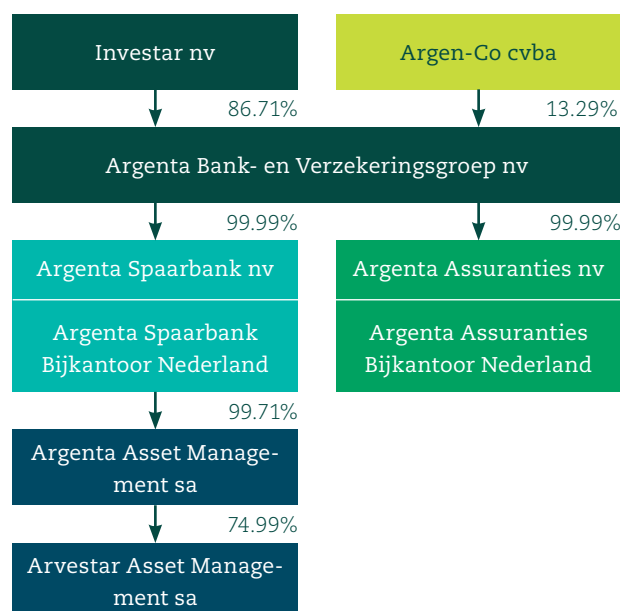 Investar nv
Argen-Co cvba
86.71%
13.29%
Argenta Bank- en Verzekeringsgroep nv
99.99%
99.99%
Argenta Spaarbank nv
Argenta Assuranties nv
Argenta Spaarbank
Bijkantoor Nederland
Argenta Assuranties
Bijkantoor Nederland
99.71%
Argenta Asset Manage-
ment sa
74.99%
Arvestar Asset Manage-
ment sa